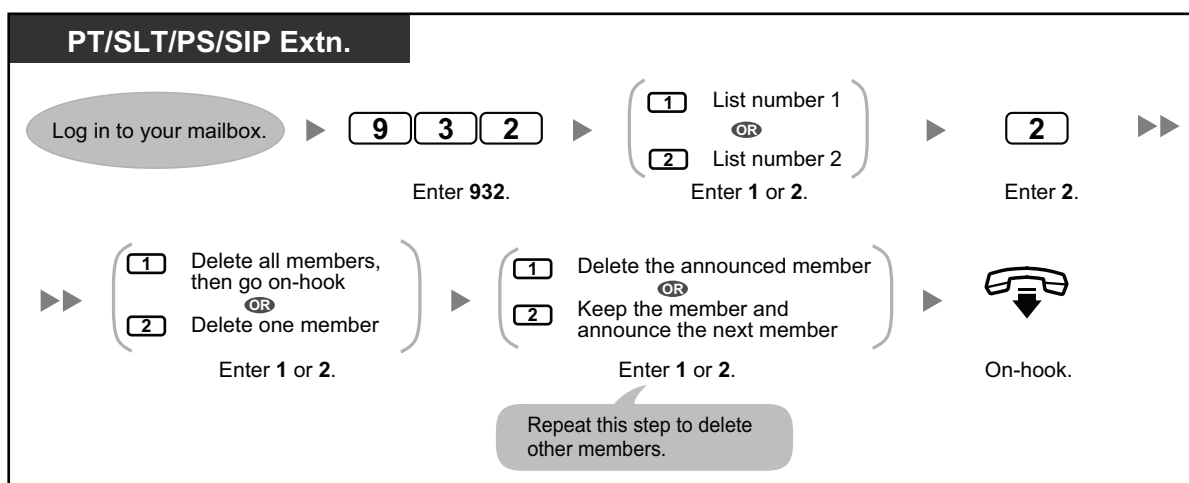 PT/SLT/PS/SIP Extn.
Log in to your mailbox.
9 3 2
Enter 932.
1 List number 1
OR
2 List number 2
Enter 1 or 2.
2
Enter 2.
1 Delete all members,
then go on-hook
OR
2 Delete one member
Enter 1 or 2.
1 Delete the announced member
OR
2 Keep the member and
announce the next member
Enter 1 or 2.
Repeat this step to delete
other members.
On-hook.